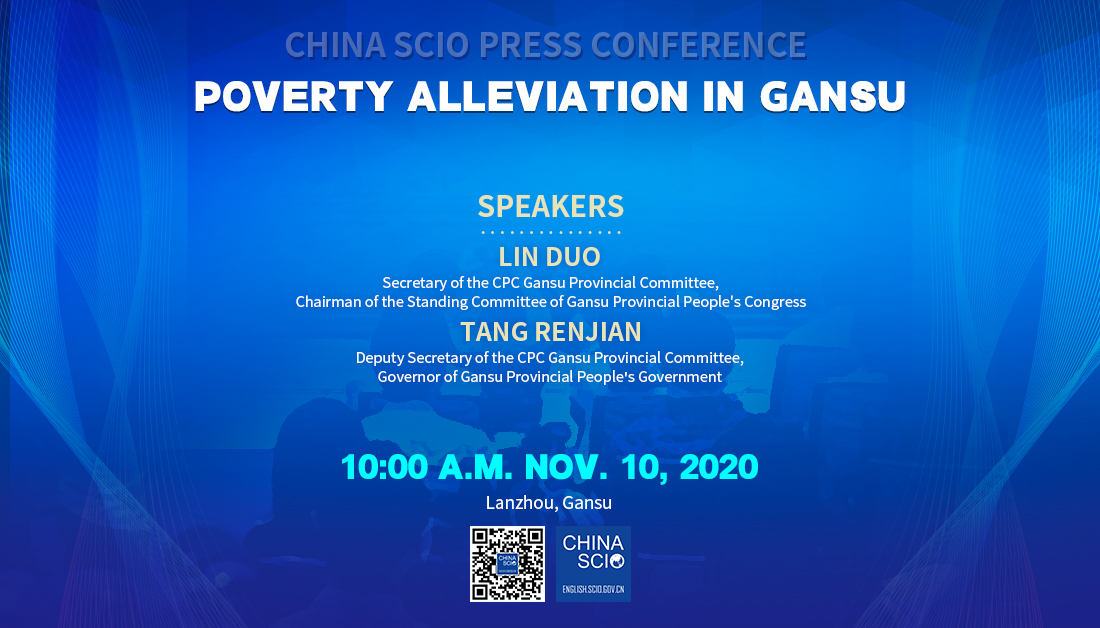 CHINA SCIO PRESS CONFERENCE
POVERTY ALLEVIATION IN GANSU
SPEAKERS
LIN DUO
Secretary of the CPC Gansu Provincial Committee,
Chairman of the Standing Committee of Gansu Provincial People's Congress
TANG RENJIAN
Deputy Secretary of the CPC Gansu Provincial Committee,
Governor of Gansu Provincial People's Government
10:00 A.M. NOV. 10, 2020
Lanzhou, Gansu
CHINA
SCIO
CHINA
SCIO
ENGLISH.SCIO.GOV.CN